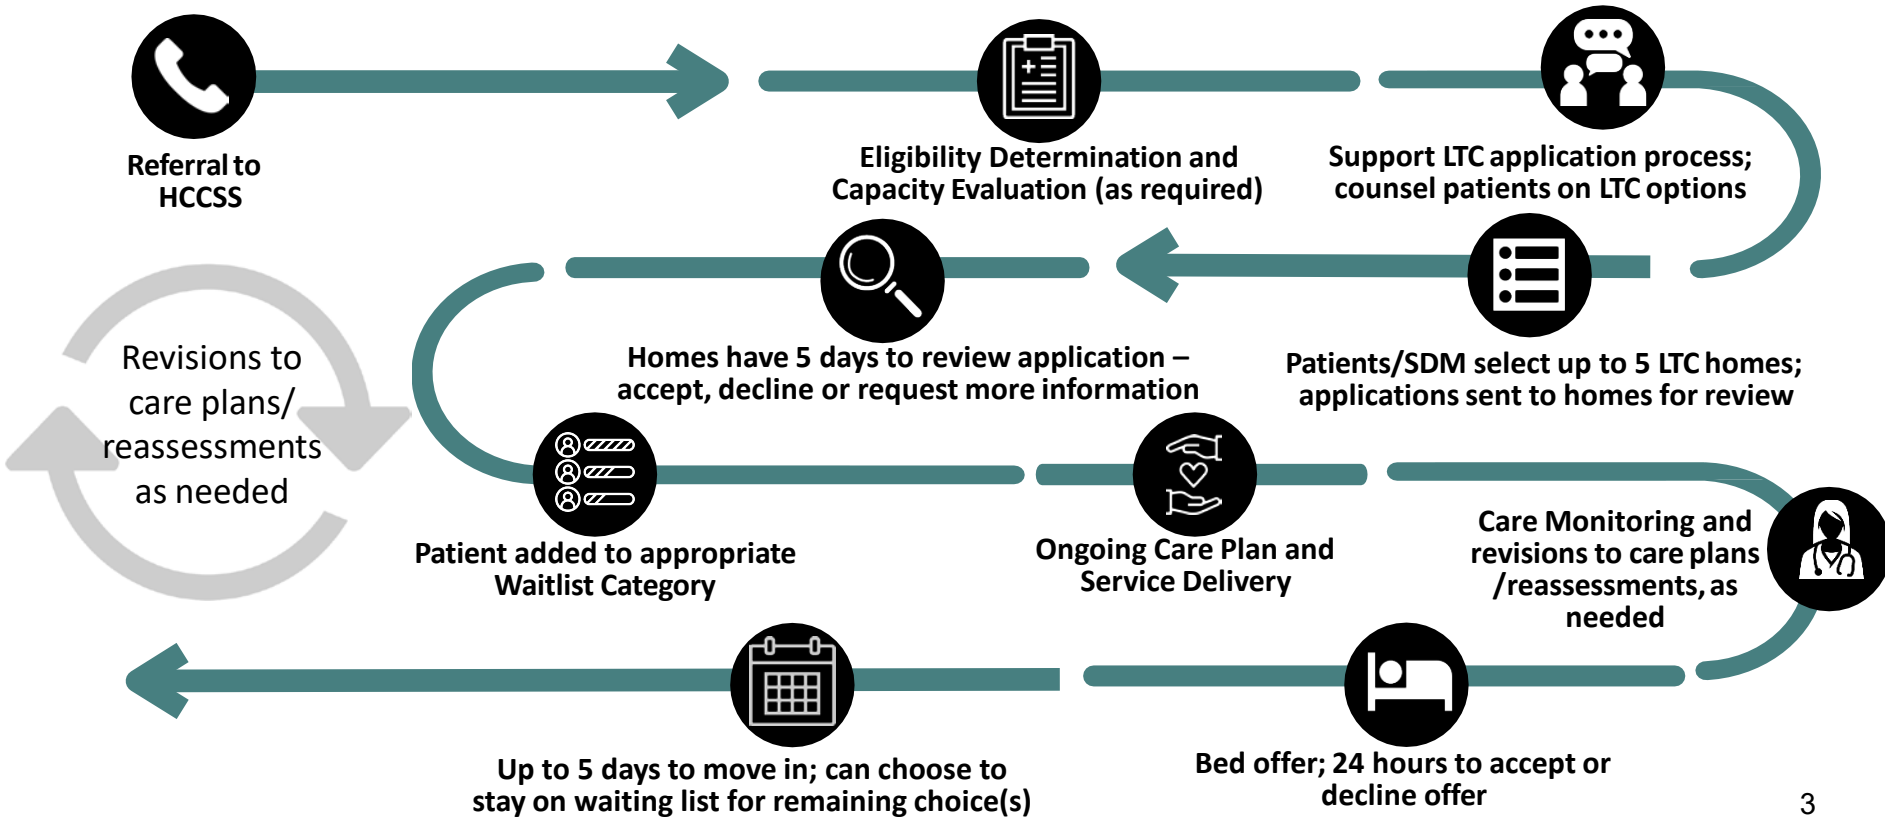 Referral to
HCCSS
Eligibility Determination and
Capacity Evaluation (as required)
Support LTC application process;
counsel patients on LTC options
Patients/SDM select up to 5 LTC homes;
applications sent to homes for review
Homes have 5 days to review application –
accept, decline or request more information
Revisions to
care plans/
reassessments
as needed
Patient added to appropriate
Waitlist Category
Ongoing Care Plan and
Service Delivery
Care Monitoring and
revisions to care plans
/reassessments, as
needed
Bed offer; 24 hours to accept or
decline offer
Up to 5 days to move in; can choose to
stay on waiting list for remaining choice(s)
3